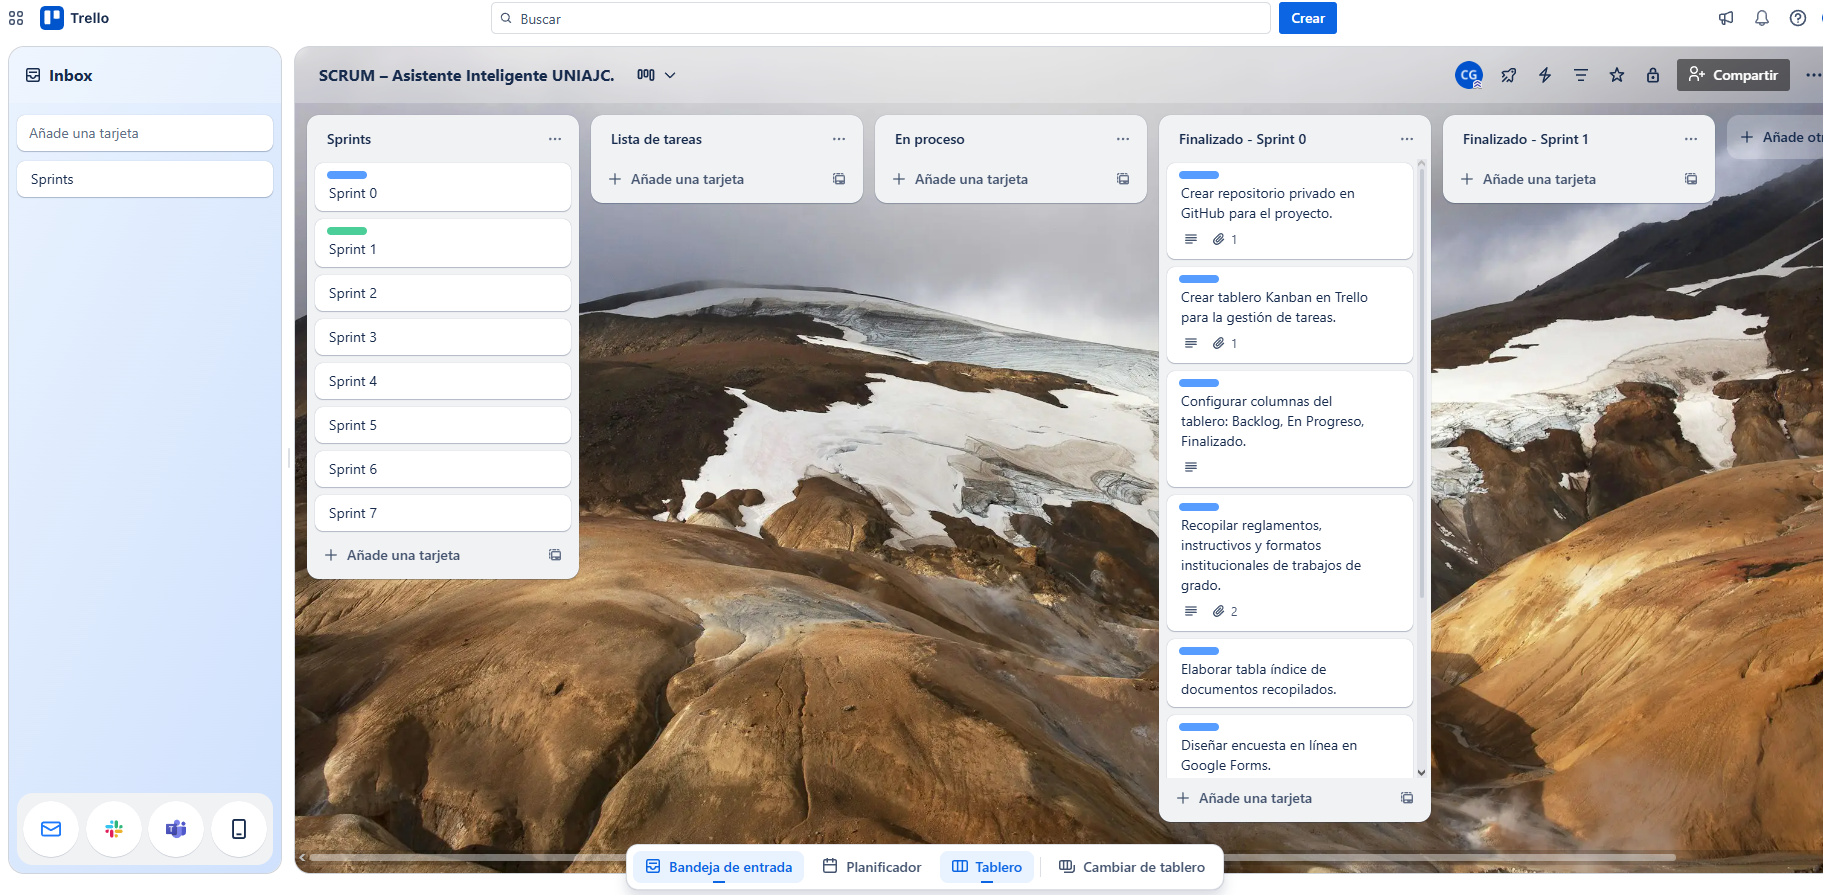 Trello
Buscar
Crear
Inbox
Añade una tarjeta
Sprints
SCRUM – Asistente Inteligente UNIAJC.
CG
Compartir
Sprints
Sprint 0
Sprint 1
Sprint 2
Sprint 3
Sprint 4
Sprint 5
Sprint 6
Sprint 7
Añade una tarjeta
Lista de tareas
Añade una tarjeta
En proceso
Añade una tarjeta
Finalizado - Sprint 0
Crear repositorio privado en
GitHub para el proyecto.
1
Crear tablero Kanban en Trello
para la gestión de tareas.
1
Configurar columnas del
tablero: Backlog, En Progreso,
Finalizado.
Recopilar reglamentos,
instructivos y formatos
institucionales de trabajos de
grado.
2
Elaborar tabla índice de
documentos recopilados.
Diseñar encuesta en línea en
Google Forms.
Añade una tarjeta
Finalizado - Sprint 1
Añade una tarjeta
Añade
Bandeja de entrada
Planificador
Tablero
Cambiar de tablero